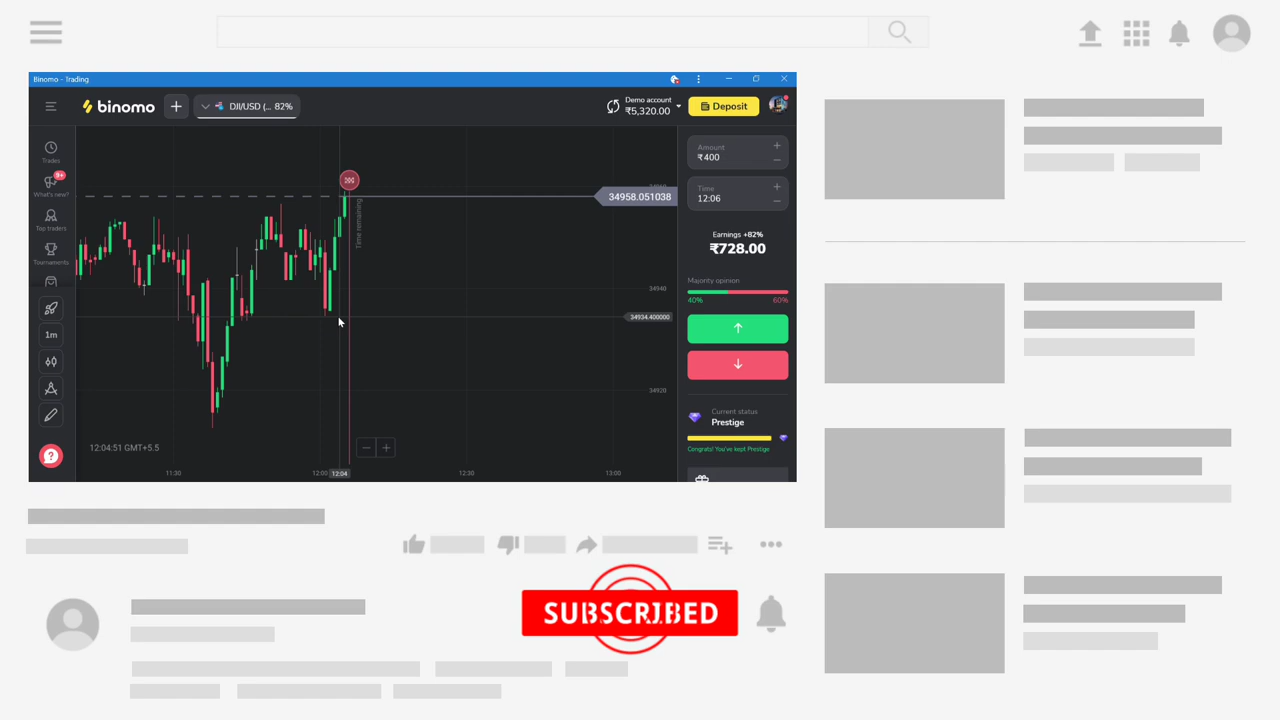 Binomo - Trading
binomo
+
DJI/USD (... 82%
Demo account
₹5,320.00
Deposit
Trades
9+
What's new?
Top traders
Tournaments
1m
?
34958.051038
Time remaining
34940
34934.400000
34920
12:04:51 GMT+5.5
− +
11:30
12:00
12:04
12:30
13:00
Amount
₹400
Time
12:06
Earnings +82%
₹728.00
Majority opinion
40%
60%
Current status
Prestige
Congrats! You've kept Prestige
SUBSCRIBED